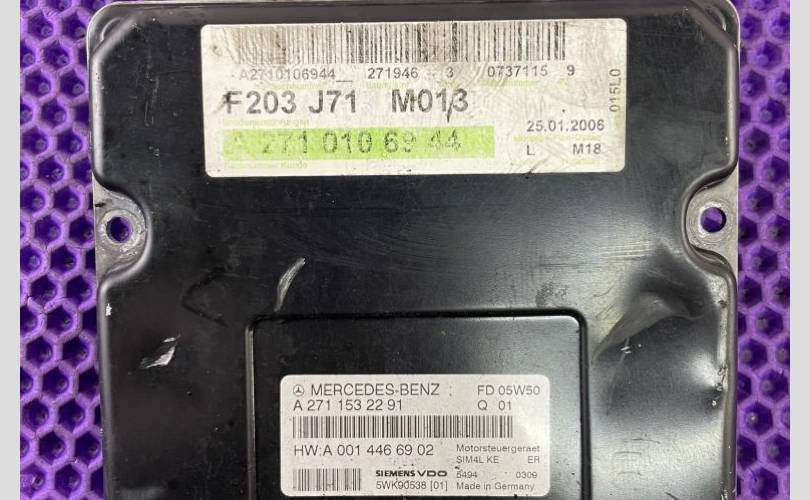 A2710106944 271946 3 0737115 9
F203 J71 M013
015L0
A 271 010 69 44
25.01.2006
L M18
MERCEDES-BENZ FD 05W50
A 271 153 22 91 Q 01
HW:A 001 446 69 02 Motorsteuergeraet
SIM4L KE ER
SIEMENS VDO 5494 0309
5WK90538 [01] Made in Germany